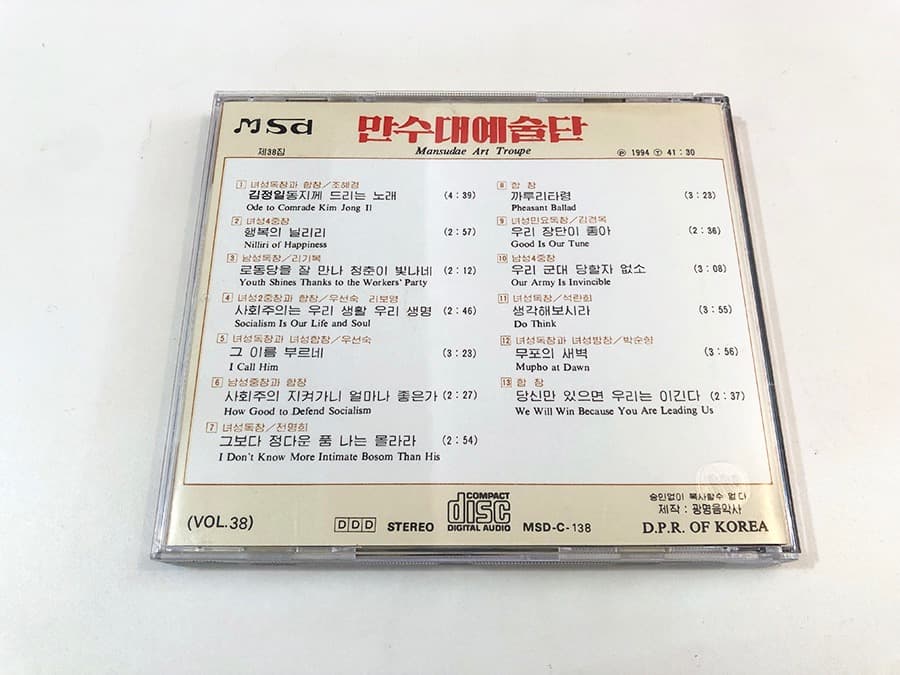 MSd
만수대예술단
제38집
Mansudae Art Troupe
Ⓟ 1994 Ⓣ 41 : 30
1 녀성독창과 합창/조혜경
김정일동지께 드리는 노래 (4 : 39)
Ode to Comrade Kim Jong Il
2 녀성4중창
행복의 닐리리 (2 : 57)
Nilliri of Happiness
3 남성독창/리기복
로동당을 잘 만나 청춘이 빛나네 (2 : 12)
Youth Shines Thanks to the Workers' Party
4 녀성2중창과 합창/우선숙 리보영
사회주의는 우리 생활 우리 생명 (2 : 46)
Socialism Is Our Life and Soul
5 녀성독창과 녀성합창/우선숙
그 이름 부르네 (3 : 23)
I Call Him
6 남성중창과 합창
사회주의 지켜가니 얼마나 좋은가 (2 : 27)
How Good to Defend Socialism
7 녀성독창/전명희
그보다 정다운 품 나는 몰라라 (2 : 54)
I Don't Know More Intimate Bosom Than His
8 합 창
까투리타령 (3 : 23)
Pheasant Ballad
9 녀성민요독창/김경옥
우리 장단이 좋아 (2 : 36)
Good Is Our Tune
10 남성4중창
우리 군대 당할자 없소 (3 : 08)
Our Army Is Invincible
11 녀성독창/석란희
생각해보시라 (3 : 55)
Do Think
12 녀성독창과 녀성방창/박순형
무포의 새벽 (3 : 56)
Mupho at Dawn
13 합 창
당신만 있으면 우리는 이긴다 (2 : 37)
We Will Win Because You Are Leading Us
(VOL. 38)
DDD STEREO
COMPACT
disc
DIGITAL AUDIO
MSD-C-138
승인없이 복사할수 없다
제작 : 광명음악사
D.P.R. OF KOREA